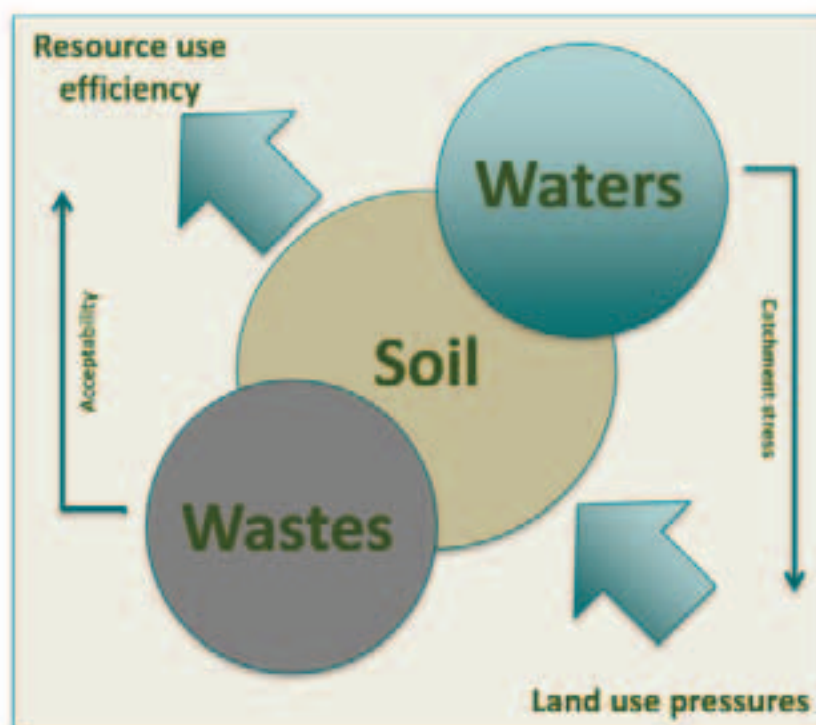 Resource use
efficiency
Waters
Acceptability
Soil
Catchment stress
Wastes
Land use pressures